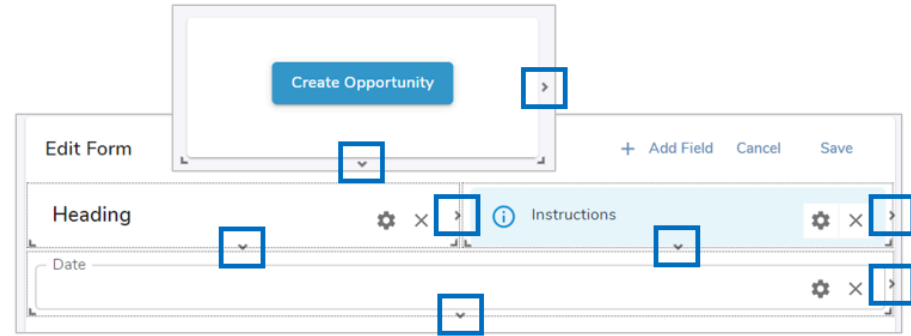 Create Opportunity
Edit Form
+ Add Field Cancel Save
Heading
Instructions
Date